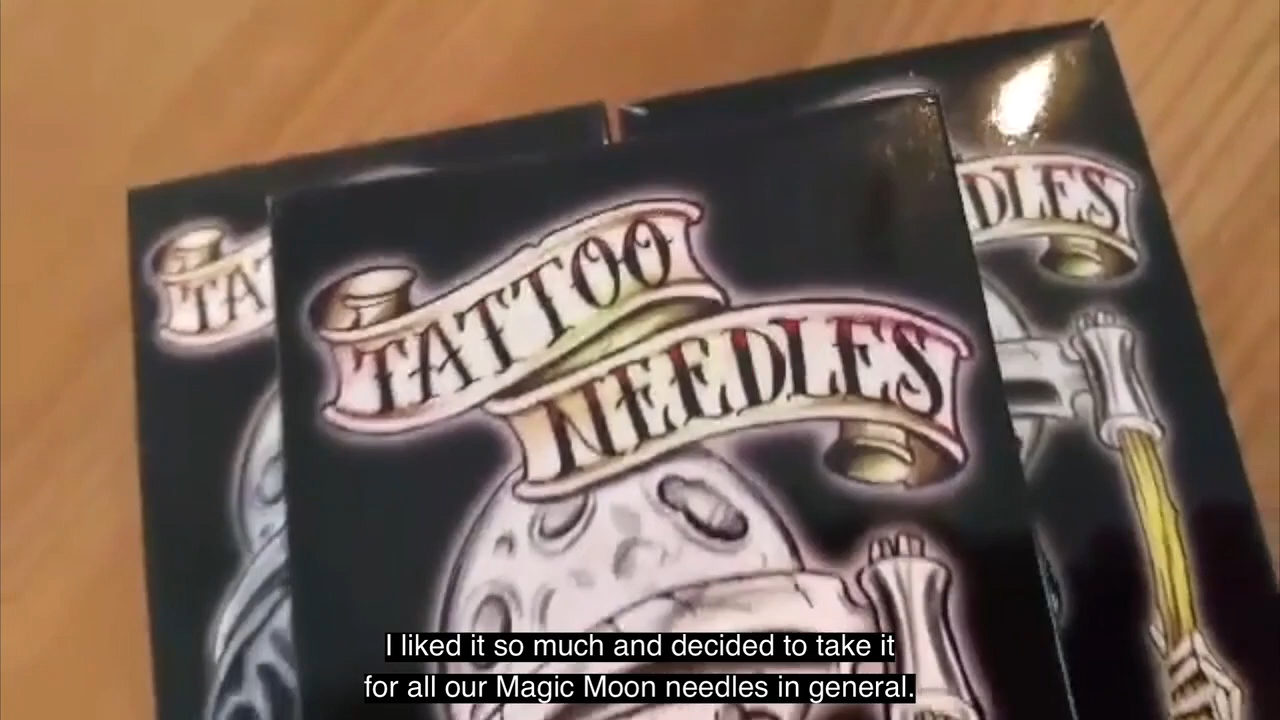 TATTOO
NEEDLES
TA
DLES
I liked it so much and decided to take it
for all our Magic Moon needles in general.